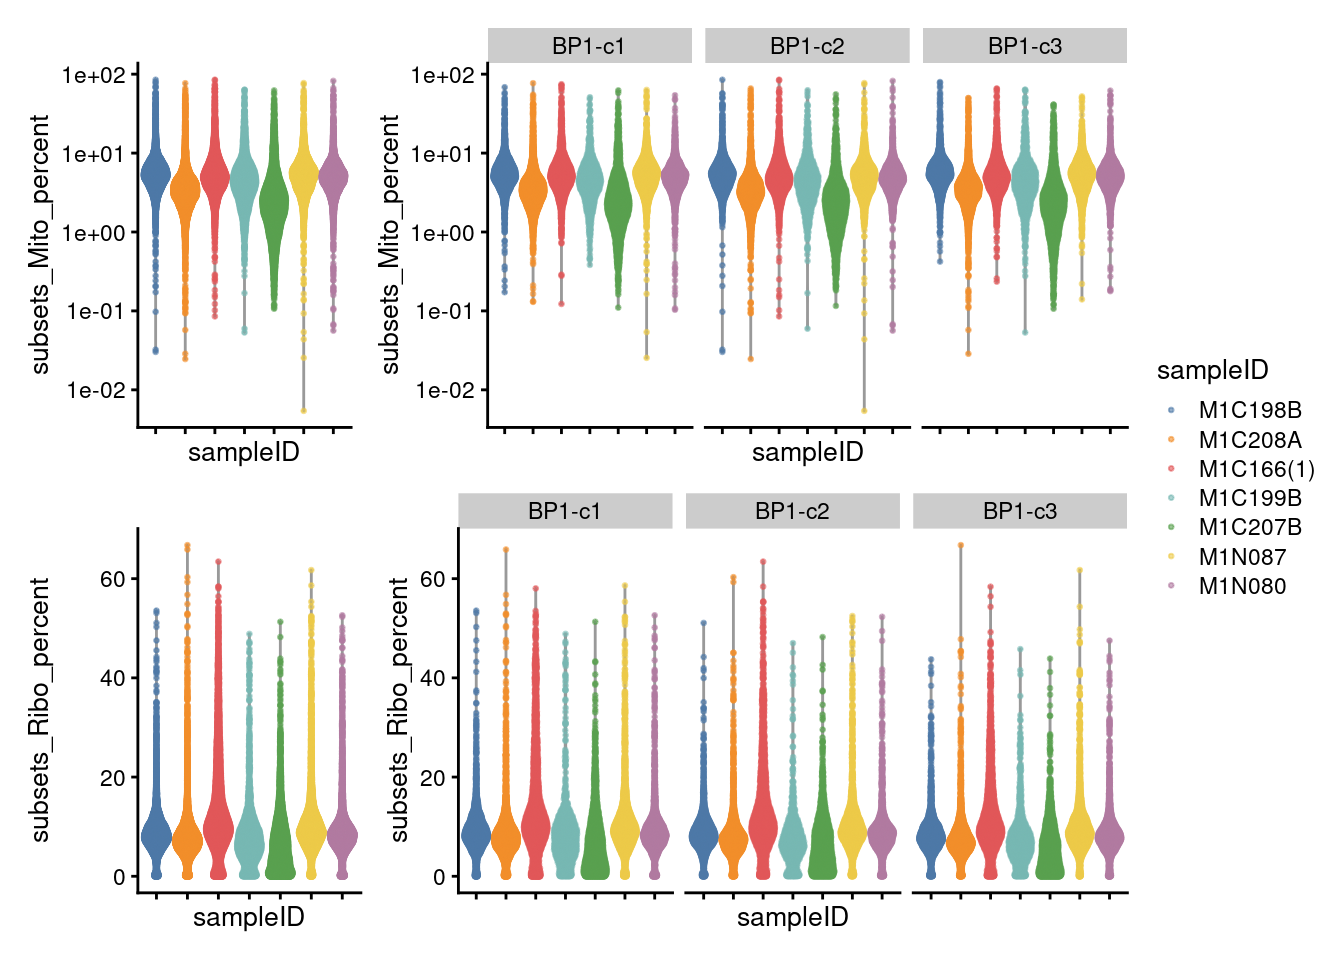 BP1-c1 BP1-c2 BP1-c3
subsets_Mito_percent
1e+02
1e+01
1e+00
1e-01
1e-02
sampleID
subsets_Mito_percent
1e+02
1e+01
1e+00
1e-01
1e-02
sampleID
sampleID
M1C198B
M1C208A
M1C166(1)
M1C199B
M1C207B
M1N087
M1N080
BP1-c1 BP1-c2 BP1-c3
subsets_Ribo_percent
60
40
20
0
sampleID
subsets_Ribo_percent
60
40
20
0
sampleID